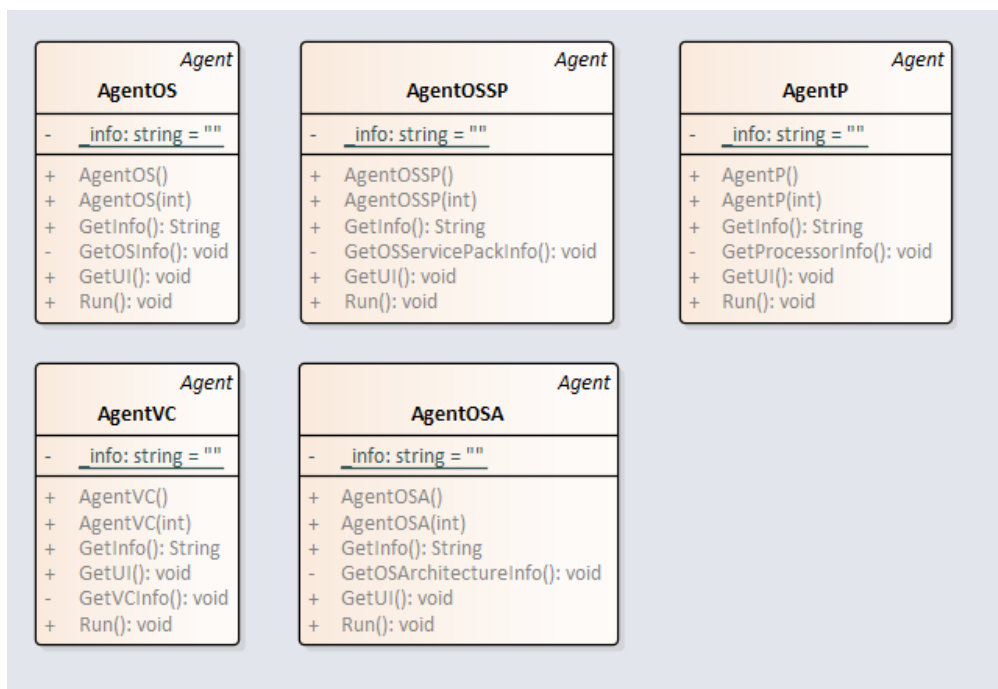 Agent
AgentOS
- _info: string = ""
+ AgentOS()
+ AgentOS(int)
+ GetInfo(): String
- GetOSInfo(): void
+ GetUI(): void
+ Run(): void
Agent
AgentOSSP
- _info: string = ""
+ AgentOSSP()
+ AgentOSSP(int)
+ GetInfo(): String
- GetOSServicePackInfo(): void
+ GetUI(): void
+ Run(): void
Agent
AgentP
- _info: string = ""
+ AgentP()
+ AgentP(int)
+ GetInfo(): String
- GetProcessorInfo(): void
+ GetUI(): void
+ Run(): void
Agent
AgentVC
- _info: string = ""
+ AgentVC()
+ AgentVC(int)
+ GetInfo(): String
+ GetUI(): void
- GetVCInfo(): void
+ Run(): void
Agent
AgentOSA
- _info: string = ""
+ AgentOSA()
+ AgentOSA(int)
+ GetInfo(): String
- GetOSArchitectureInfo(): void
+ GetUI(): void
+ Run(): void